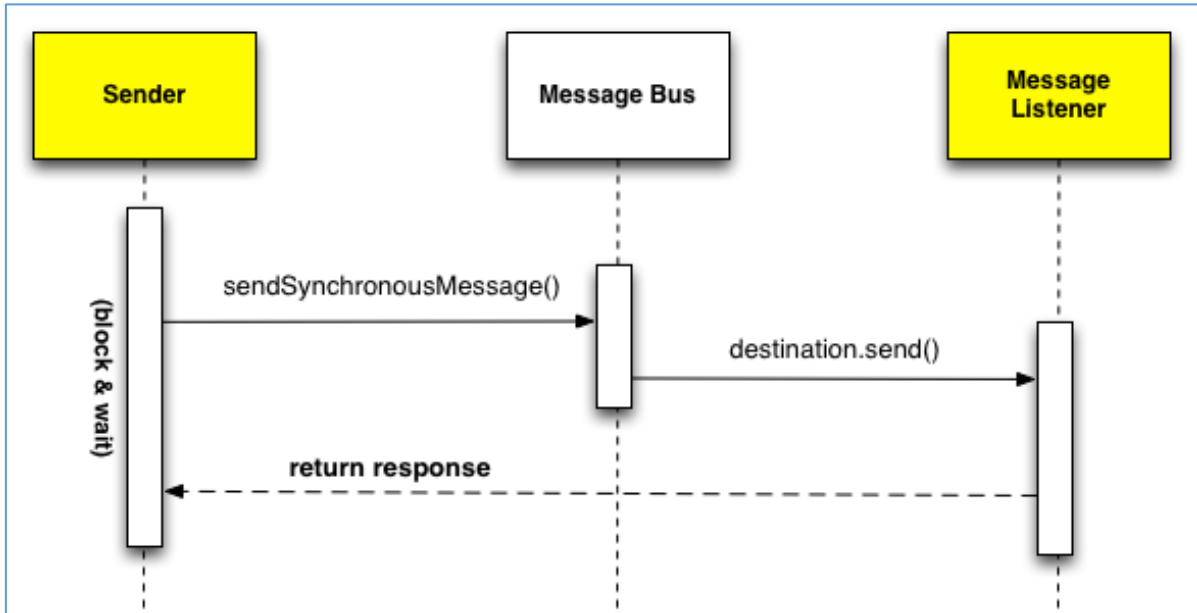 Sender
Message Bus
Message
Listener
sendSynchronousMessage()
(block & wait)
destination.send()
return response